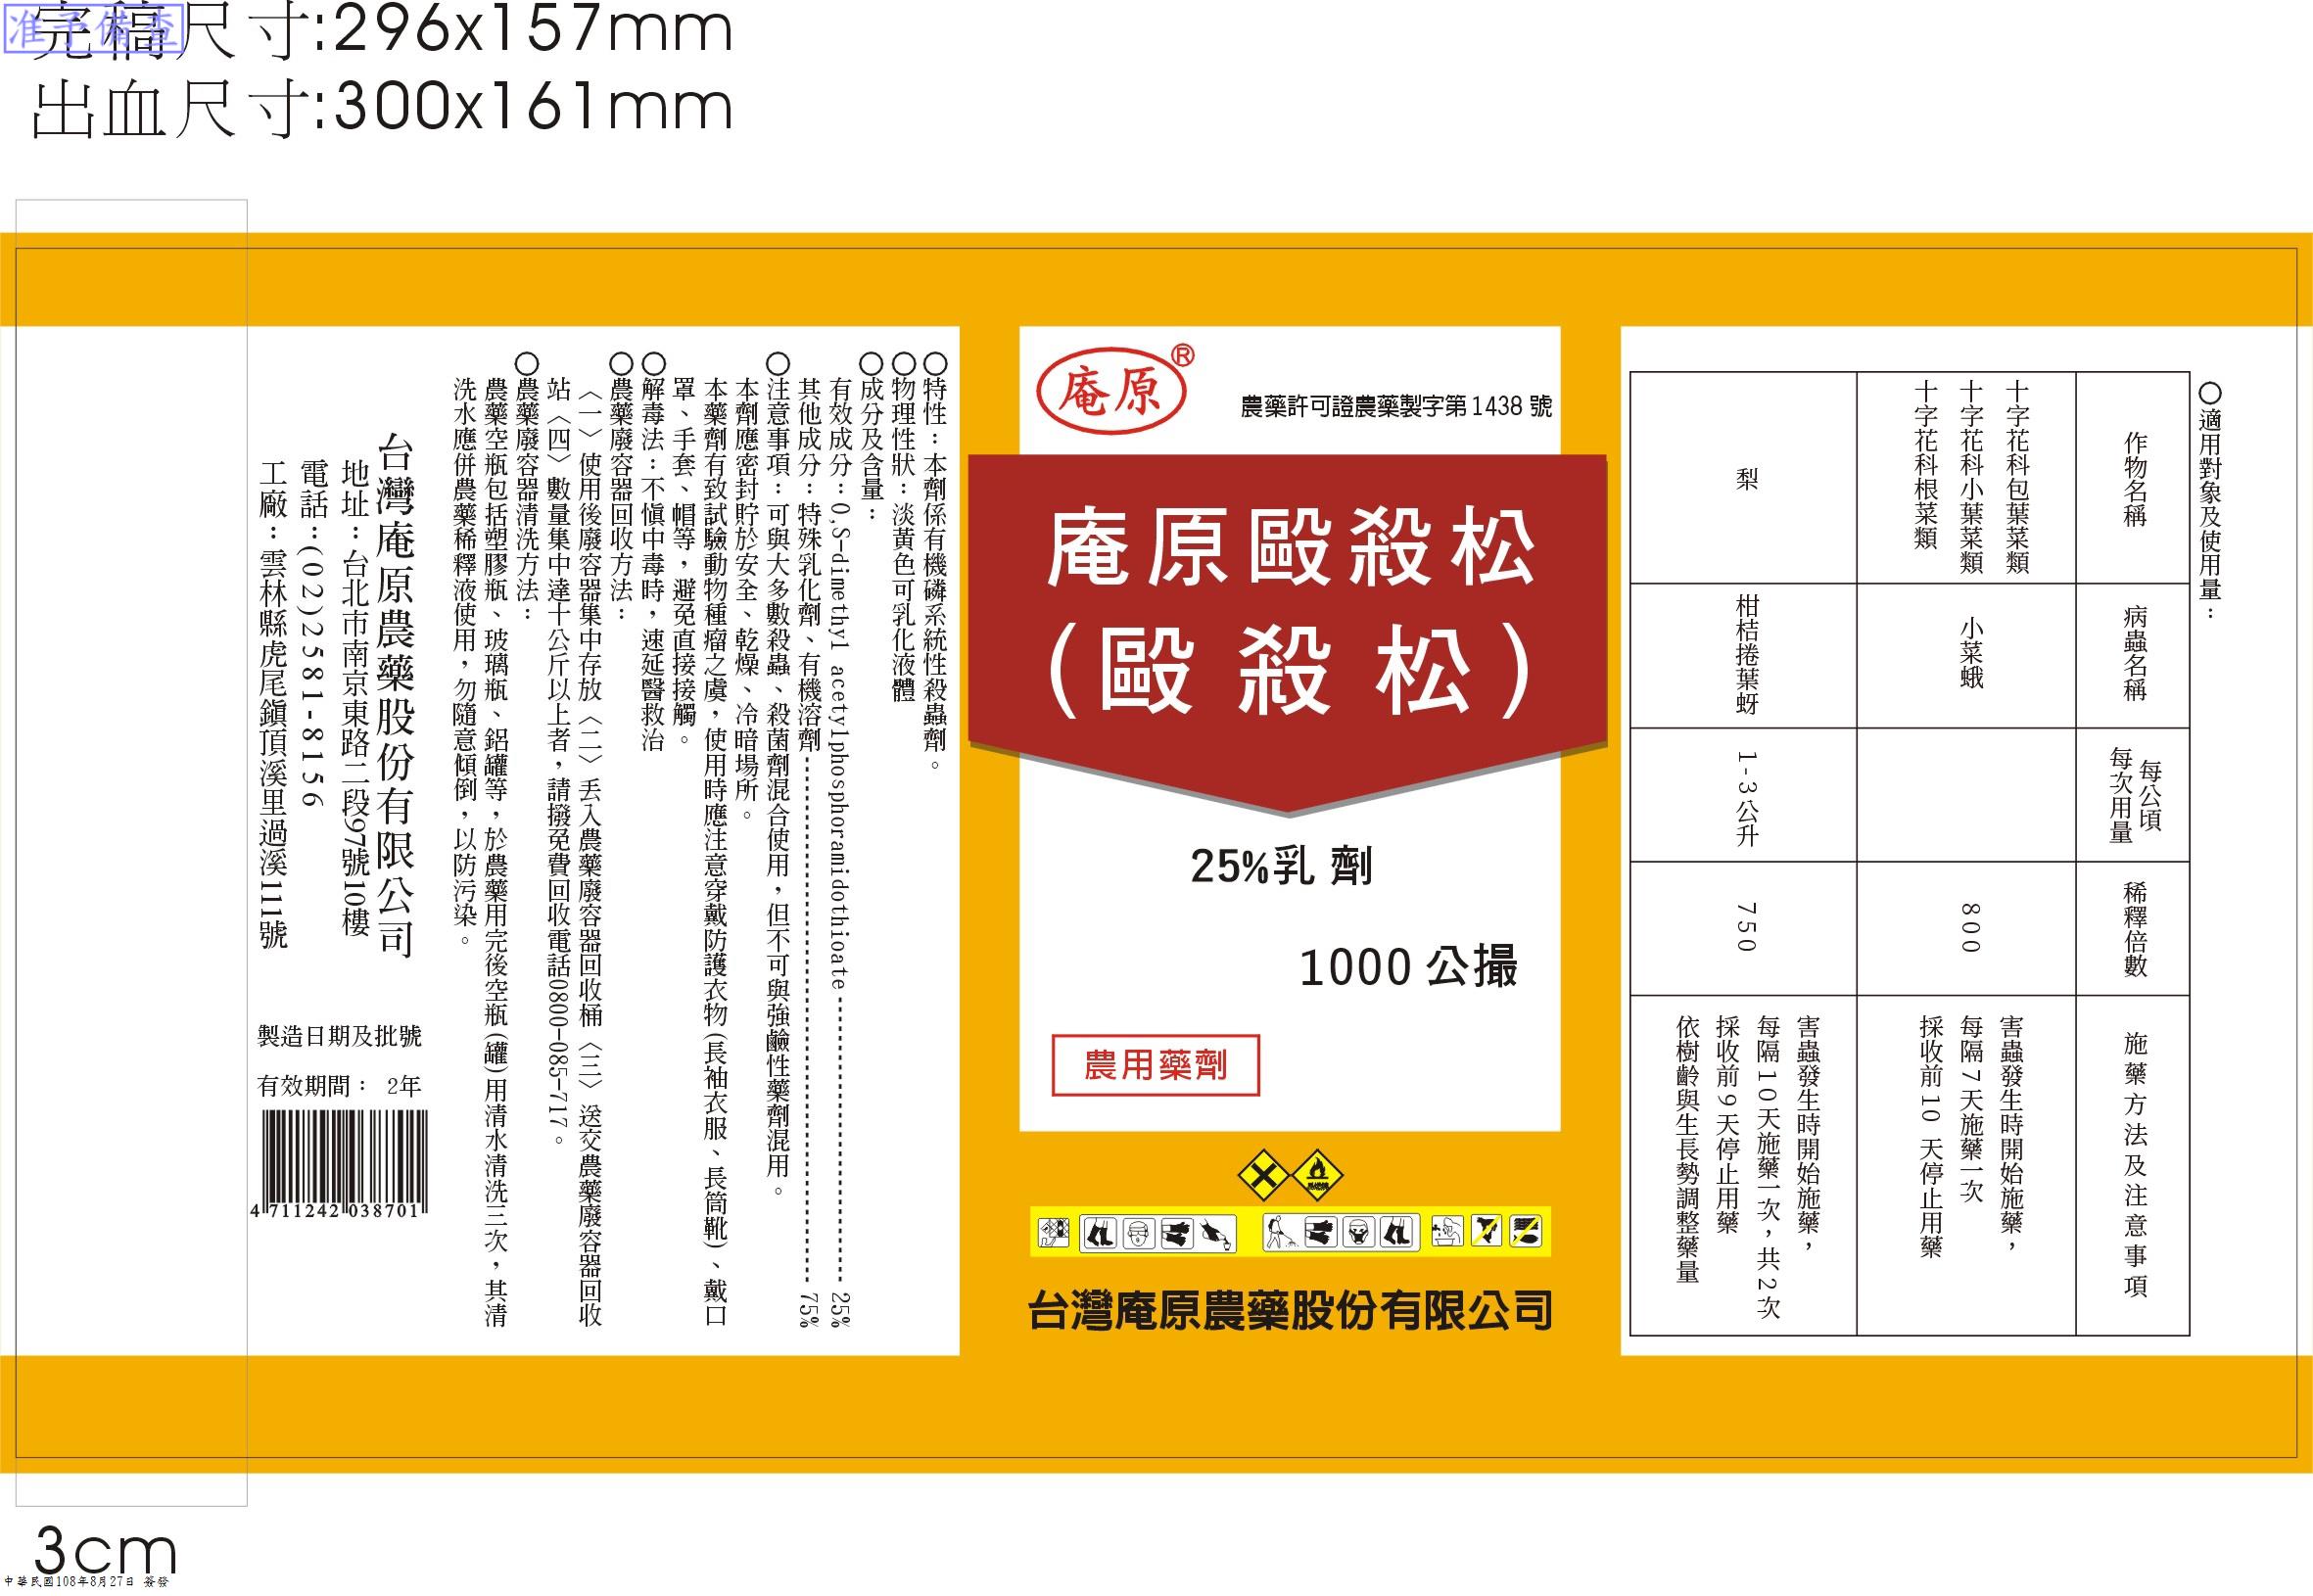 准予備查
完稿尺寸:296x157mm
出血尺寸:300x161mm
○特性：本劑係有機磷系統性殺蟲劑。
○物理性狀：淡黃色可乳化液體
○成分及含量：
有效成分：O,S-dimethyl acetylphosphoramidothioate 25%
其他成分：特殊乳化劑、有機溶劑 75%
○注意事項：可與大多數殺蟲、殺菌劑混合使用，但不可與強鹼性藥劑混用。
本劑應密封貯於安全、乾燥、冷暗場所。
本藥劑有致試驗動物種瘤之虞，使用時應注意穿戴防護衣物(長袖衣服、長筒靴)、戴口
罩、手套、帽等，避免直接接觸。
○解毒法：不慎中毒時，速延醫救治
○農藥廢容器回收方法：
〈一〉使用後廢容器集中存放〈二〉丟入農藥廢容器回收桶〈三〉送交農藥廢容器回收
站〈四〉數量集中達十公斤以上者，請撥免費回收電話0800-085-717。
○農藥廢容器清洗方法：
農藥空瓶包括塑膠瓶、玻璃瓶、鋁罐等，於農藥用完後空瓶(罐)用清水清洗三次，其清
洗水應併農藥稀釋液使用，勿隨意傾倒，以防污染。
台灣庵原農藥股份有限公司
地址：台北市南京東路二段97號10樓
電話：(02)2581-8156
工廠：雲林縣虎尾鎮頂溪里過溪111號
製造日期及批號
有效期間： 2年
4 711242 038701
庵原®
農藥許可證農藥製字第 1438 號
庵原毆殺松
(毆殺松)
25%乳 劑
1000 公撮
農用藥劑
台灣庵原農藥股份有限公司
○適用對象及使用量：
作物名稱
病蟲名稱
每公頃
每次用量
稀釋倍數
施藥方法及注意事項
十字花科包葉菜類
十字花科小葉菜類
十字花科根菜類
小菜蛾
800
害蟲發生時開始施藥，
每隔7天施藥一次
採收前10 天停止用藥
梨
柑桔捲葉蚜
1-3公升
750
害蟲發生時開始施藥，
每隔10天施藥一次，共2次
採收前9天停止用藥
依樹齡與生長勢調整藥量
3cm
中華民國108年8月27日 簽發